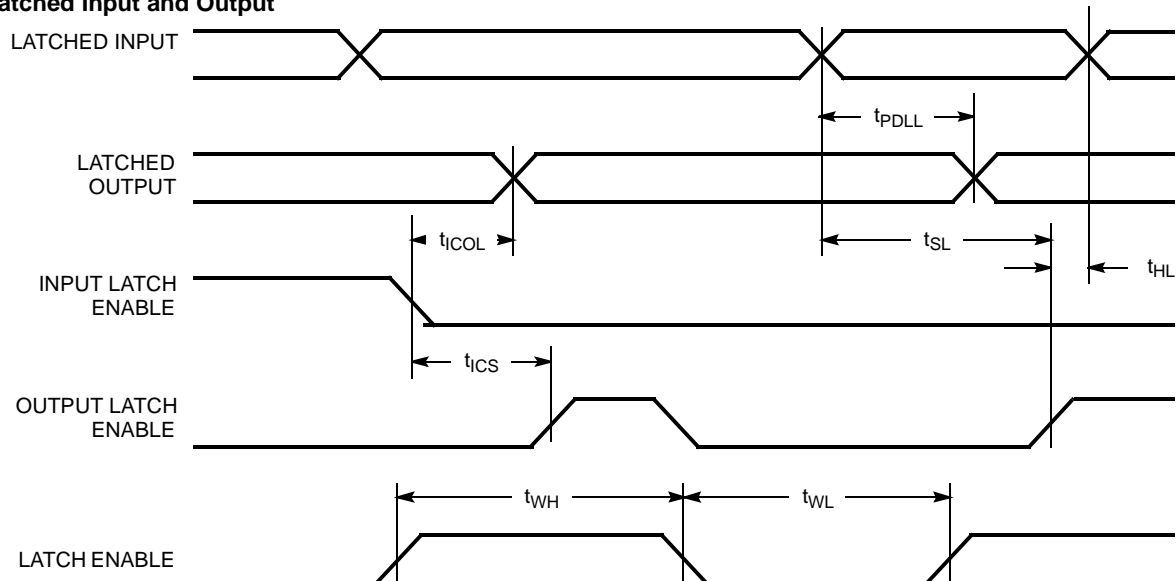 atched Input and Output
LATCHED INPUT
tPDLL
LATCHED
OUTPUT
tICOL
tSL
tHL
INPUT LATCH
ENABLE
tICS
OUTPUT LATCH
ENABLE
tWH
tWL
LATCH ENABLE